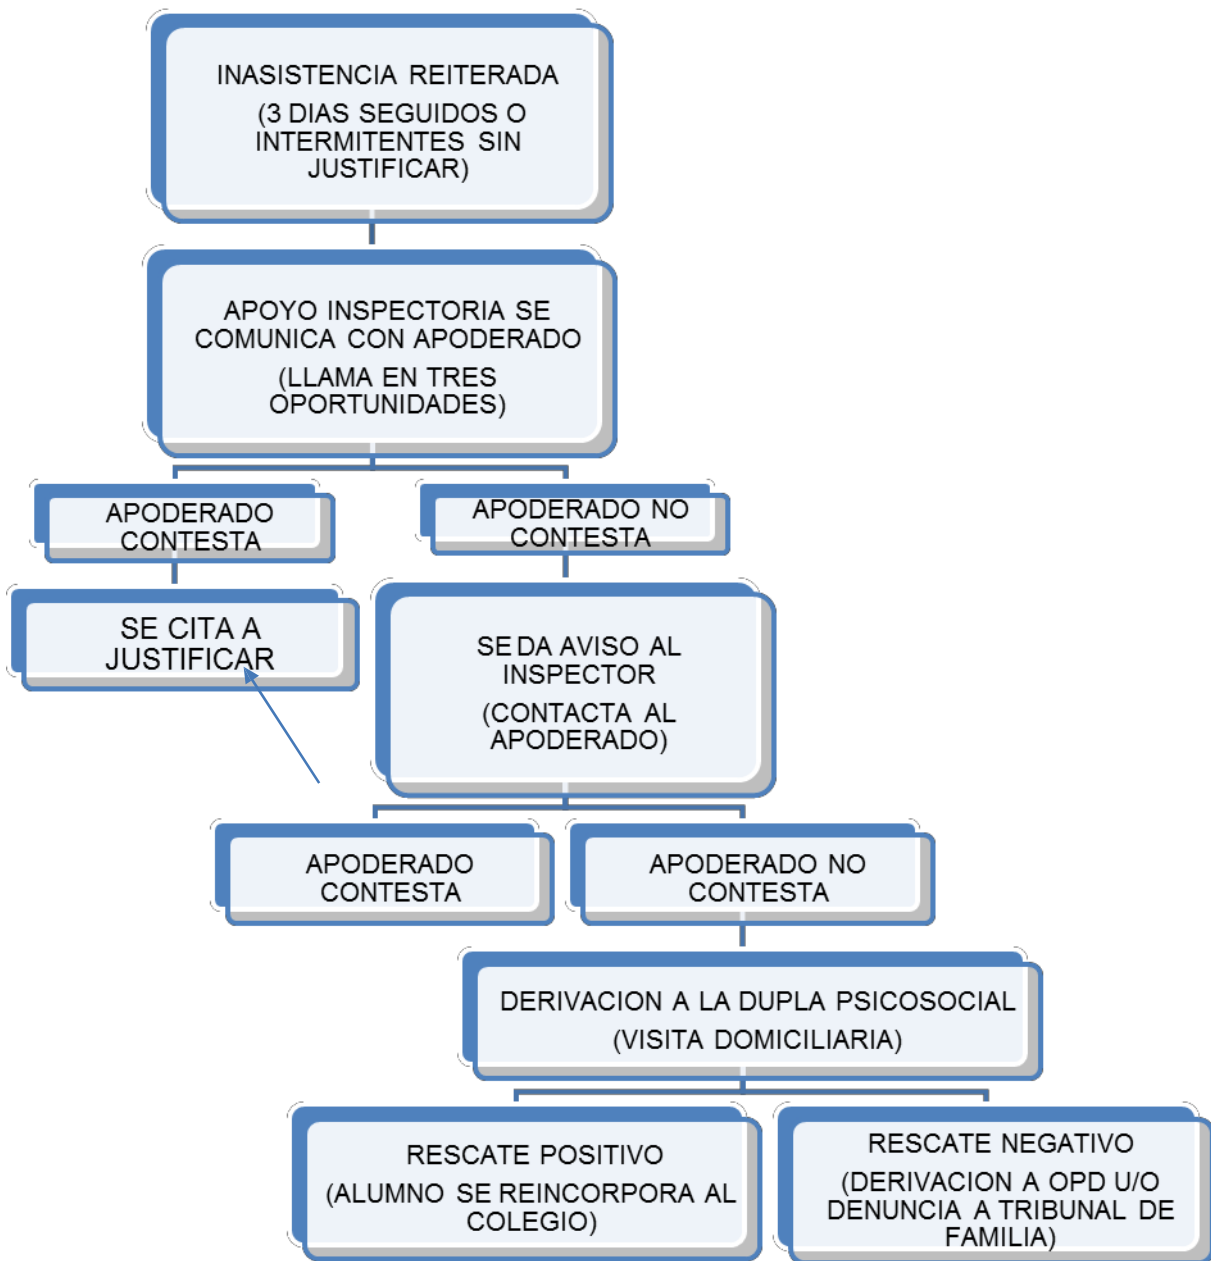 INASISTENCIA REITERADA
(3 DIAS SEGUIDOS O
INTERMITENTES SIN
JUSTIFICAR)
APOYO INSPECTORIA SE
COMUNICA CON APODERADO
(LLAMA EN TRES
OPORTUNIDADES)
APODERADO
CONTESTA
APODERADO NO
CONTESTA
SE CITA A
JUSTIFICAR
SE DA AVISO AL
INSPECTOR
(CONTACTA AL
APODERADO)
APODERADO
CONTESTA
APODERADO NO
CONTESTA
DERIVACION A LA DUPLA PSICOSOCIAL
(VISITA DOMICILIARIA)
RESCATE POSITIVO
(ALUMNO SE REINCORPORA AL
COLEGIO)
RESCATE NEGATIVO
(DERIVACION A OPD U/O
DENUNCIA A TRIBUNAL DE
FAMILIA)